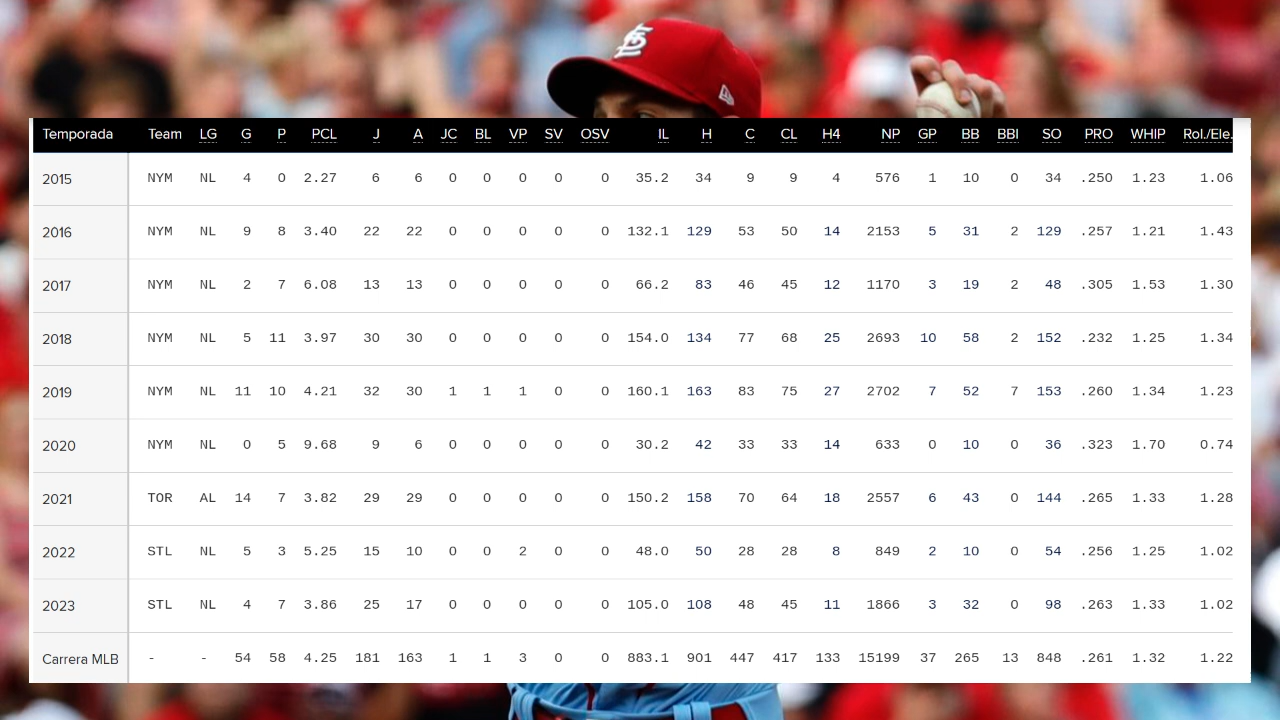 STL
Temporada Team LG G P PCL J A JC BL VP SV OSV IL H C CL H4 NP GP BB BBI SO PRO WHIP Rol./Ele.
2015 NYM NL 4 0 2.27 6 6 0 0 0 0 0 35.2 34 9 9 4 576 1 10 0 34 .250 1.23 1.06
2016 NYM NL 9 8 3.40 22 22 0 0 0 0 0 132.1 129 53 50 14 2153 5 31 2 129 .257 1.21 1.43
2017 NYM NL 2 7 6.08 13 13 0 0 0 0 0 66.2 83 46 45 12 1170 3 19 2 48 .305 1.53 1.30
2018 NYM NL 5 11 3.97 30 30 0 0 0 0 0 154.0 134 77 68 25 2693 10 58 2 152 .232 1.25 1.34
2019 NYM NL 11 10 4.21 32 30 1 1 1 0 0 160.1 163 83 75 27 2702 7 52 7 153 .260 1.34 1.23
2020 NYM NL 0 5 9.68 9 6 0 0 0 0 0 30.2 42 33 33 14 633 0 10 0 36 .323 1.70 0.74
2021 TOR AL 14 7 3.82 29 29 0 0 0 0 0 150.2 158 70 64 18 2557 6 43 0 144 .265 1.33 1.28
2022 STL NL 5 3 5.25 15 10 0 0 2 0 0 48.0 50 28 28 8 849 2 10 0 54 .256 1.25 1.02
2023 STL NL 4 7 3.86 25 17 0 0 0 0 0 105.0 108 48 45 11 1866 3 32 0 98 .263 1.33 1.02
Carrera MLB - - 54 58 4.25 181 163 1 1 3 0 0 883.1 901 447 417 133 15199 37 265 13 848 .261 1.32 1.22